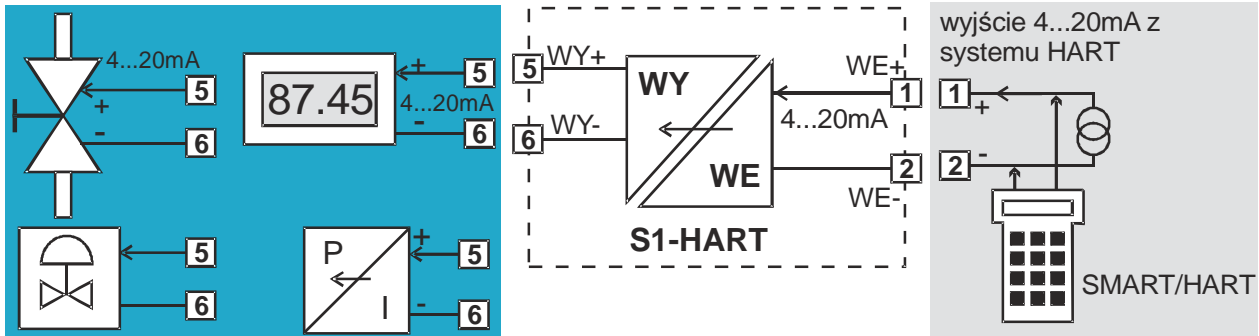 4...20mA
5
+
-
6
87.45
+
5
4...20mA
-
6
5
6
P
I
+
5
-
6
5
WY+
6
WY-
WY
WE
WE+
1
4...20mA
2
WE-
S1-HART
wyjście 4...20mA z
systemu HART
1
+
2
-
SMART/HART